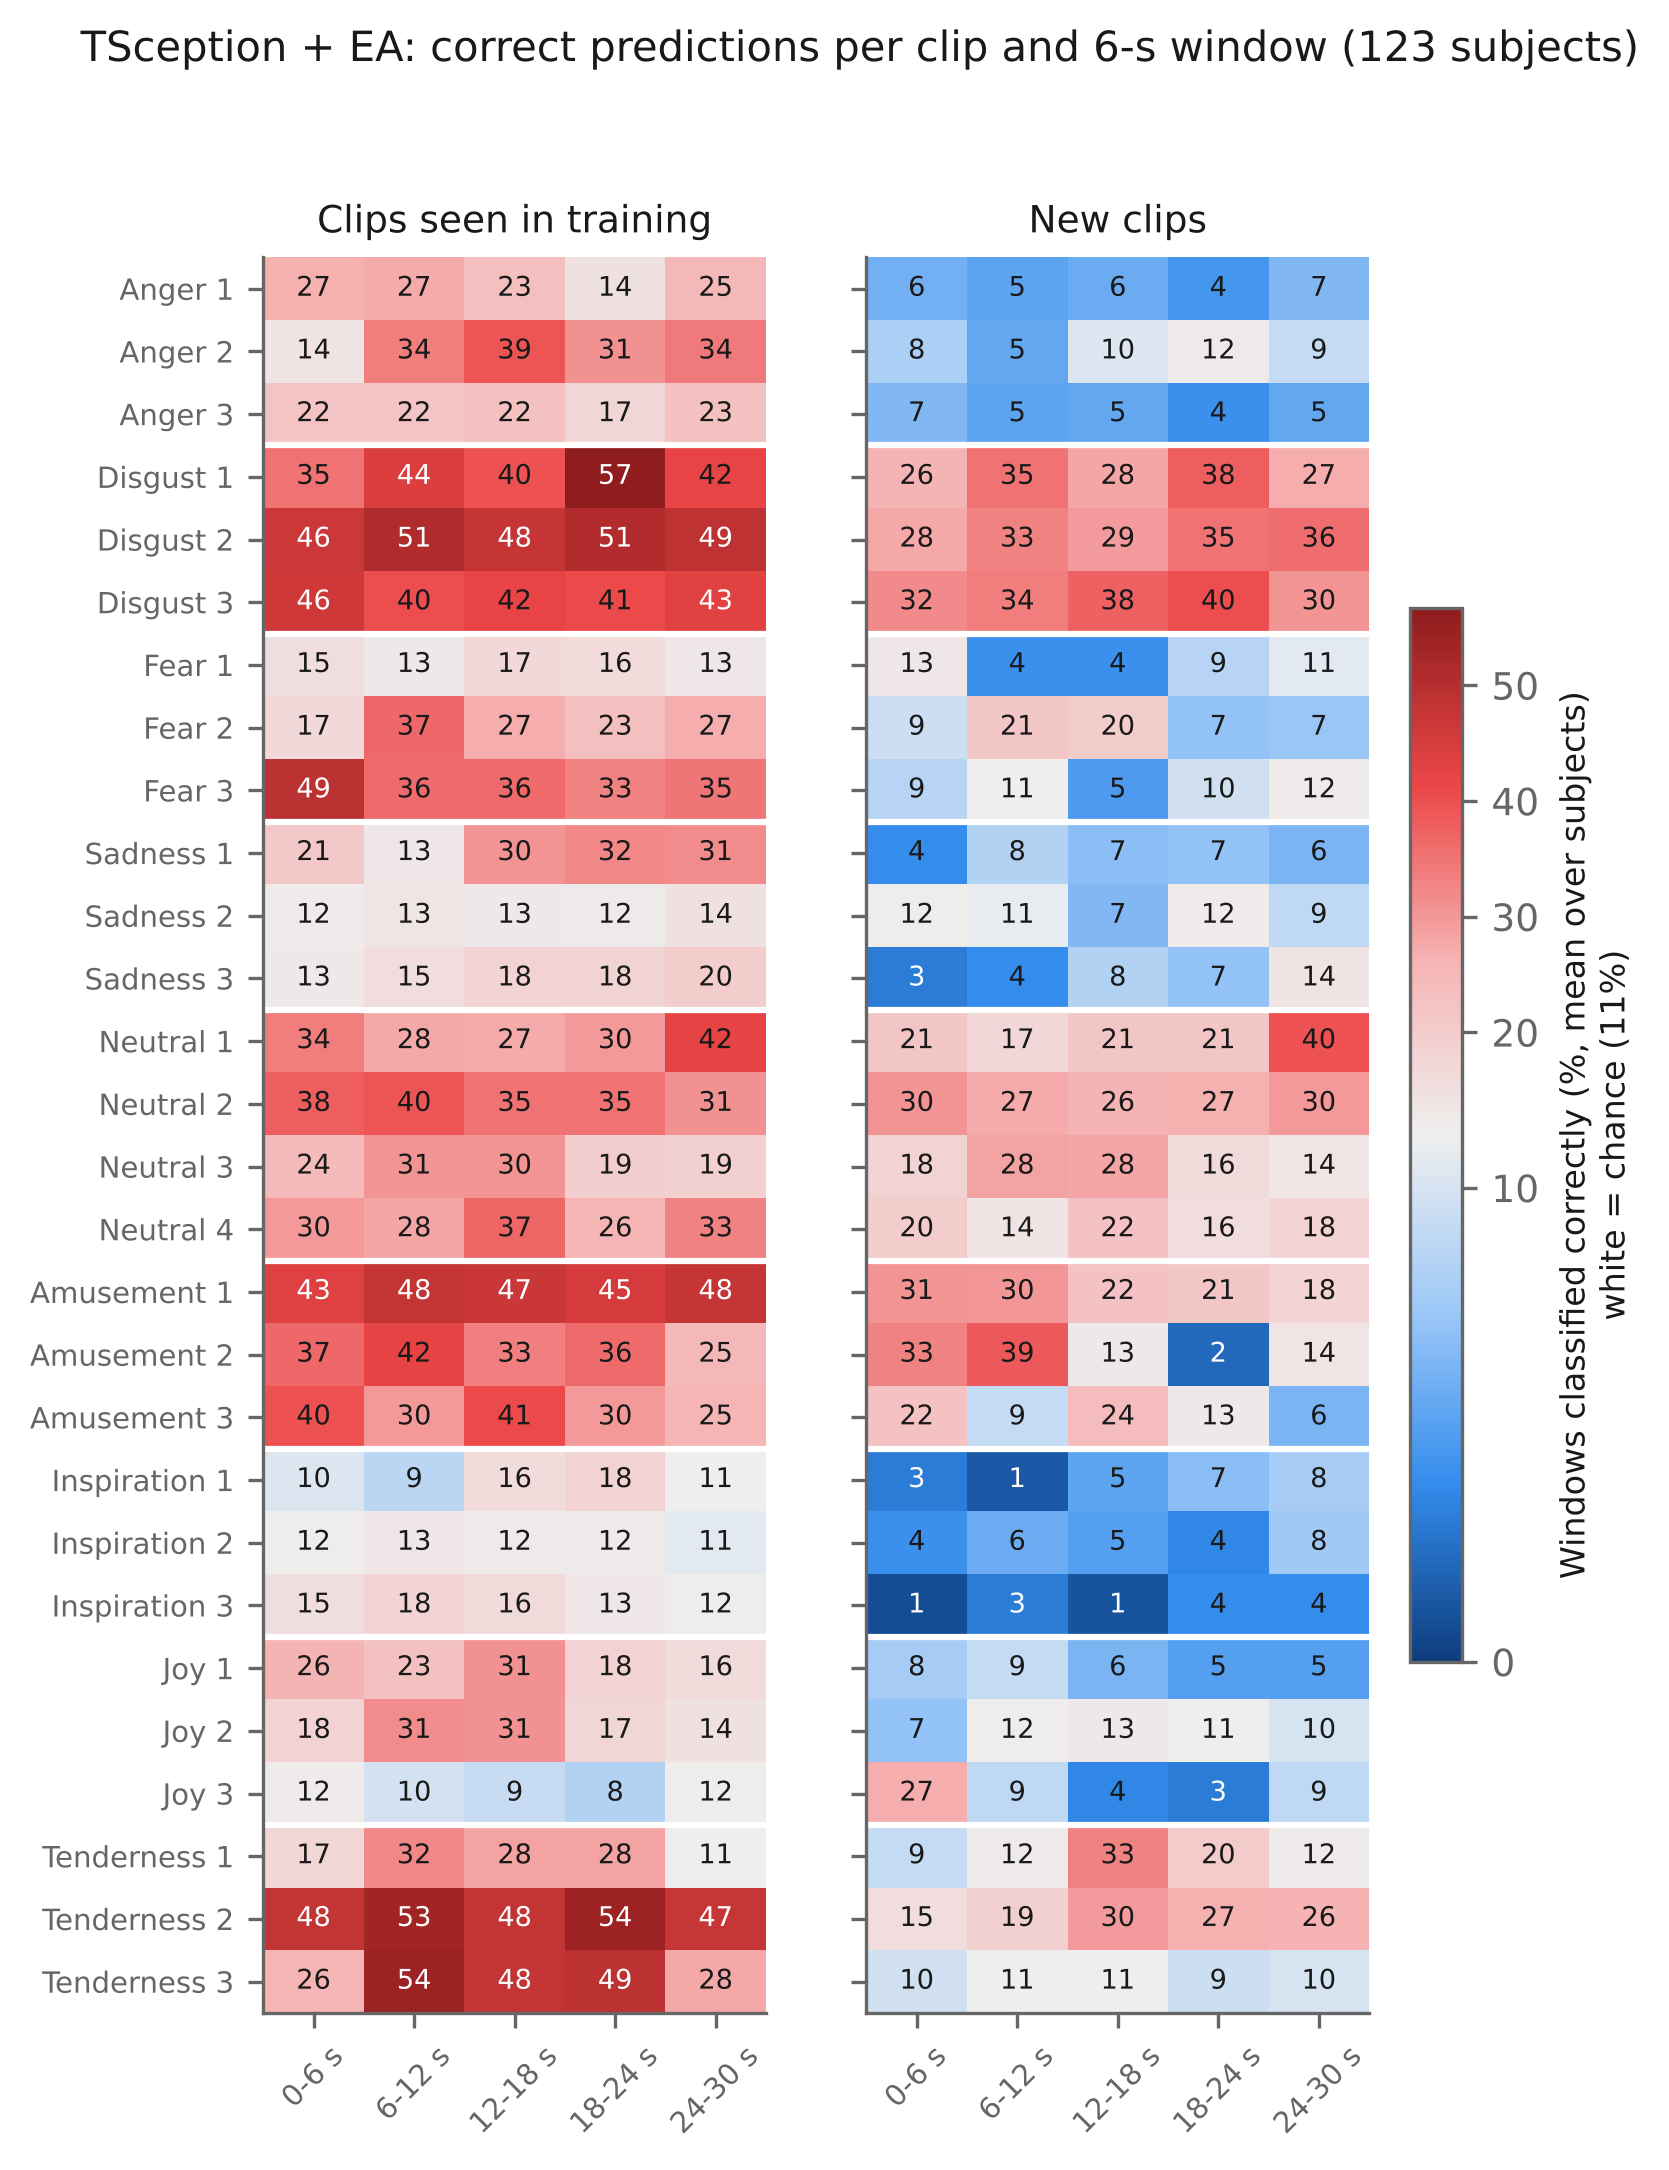 TSception + EA: correct predictions per clip and 6-s window (123 subjects)
Clips seen in training
New clips
Anger 1 27 27 23 14 25 6 5 6 4 7
Anger 2 14 34 39 31 34 8 5 10 12 9
Anger 3 22 22 22 17 23 7 5 5 4 5
Disgust 1 35 44 40 57 42 26 35 28 38 27
Disgust 2 46 51 48 51 49 28 33 29 35 36
Disgust 3 46 40 42 41 43 32 34 38 40 30
Fear 1 15 13 17 16 13 13 4 4 9 11
Fear 2 17 37 27 23 27 9 21 20 7 7
Fear 3 49 36 36 33 35 9 11 5 10 12
Sadness 1 21 13 30 32 31 4 8 7 7 6
Sadness 2 12 13 13 12 14 12 11 7 12 9
Sadness 3 13 15 18 18 20 3 4 8 7 14
Neutral 1 34 28 27 30 42 21 17 21 21 40
Neutral 2 38 40 35 35 31 30 27 26 27 30
Neutral 3 24 31 30 19 19 18 28 28 16 14
Neutral 4 30 28 37 26 33 20 14 22 16 18
Amusement 1 43 48 47 45 48 31 30 22 21 18
Amusement 2 37 42 33 36 25 33 39 13 2 14
Amusement 3 40 30 41 30 25 22 9 24 13 6
Inspiration 1 10 9 16 18 11 3 1 5 7 8
Inspiration 2 12 13 12 12 11 4 6 5 4 8
Inspiration 3 15 18 16 13 12 1 3 1 4 4
Joy 1 26 23 31 18 16 8 9 6 5 5
Joy 2 18 31 31 17 14 7 12 13 11 10
Joy 3 12 10 9 8 12 27 9 4 3 9
Tenderness 1 17 32 28 28 11 9 12 33 20 12
Tenderness 2 48 53 48 54 47 15 19 30 27 26
Tenderness 3 26 54 48 49 28 10 11 11 9 10
0-6 s 6-12 s 12-18 s 18-24 s 24-30 s 0-6 s 6-12 s 12-18 s 18-24 s 24-30 s
50
40
30
20
10
0
Windows classified correctly (%, mean over subjects)
white = chance (11%)